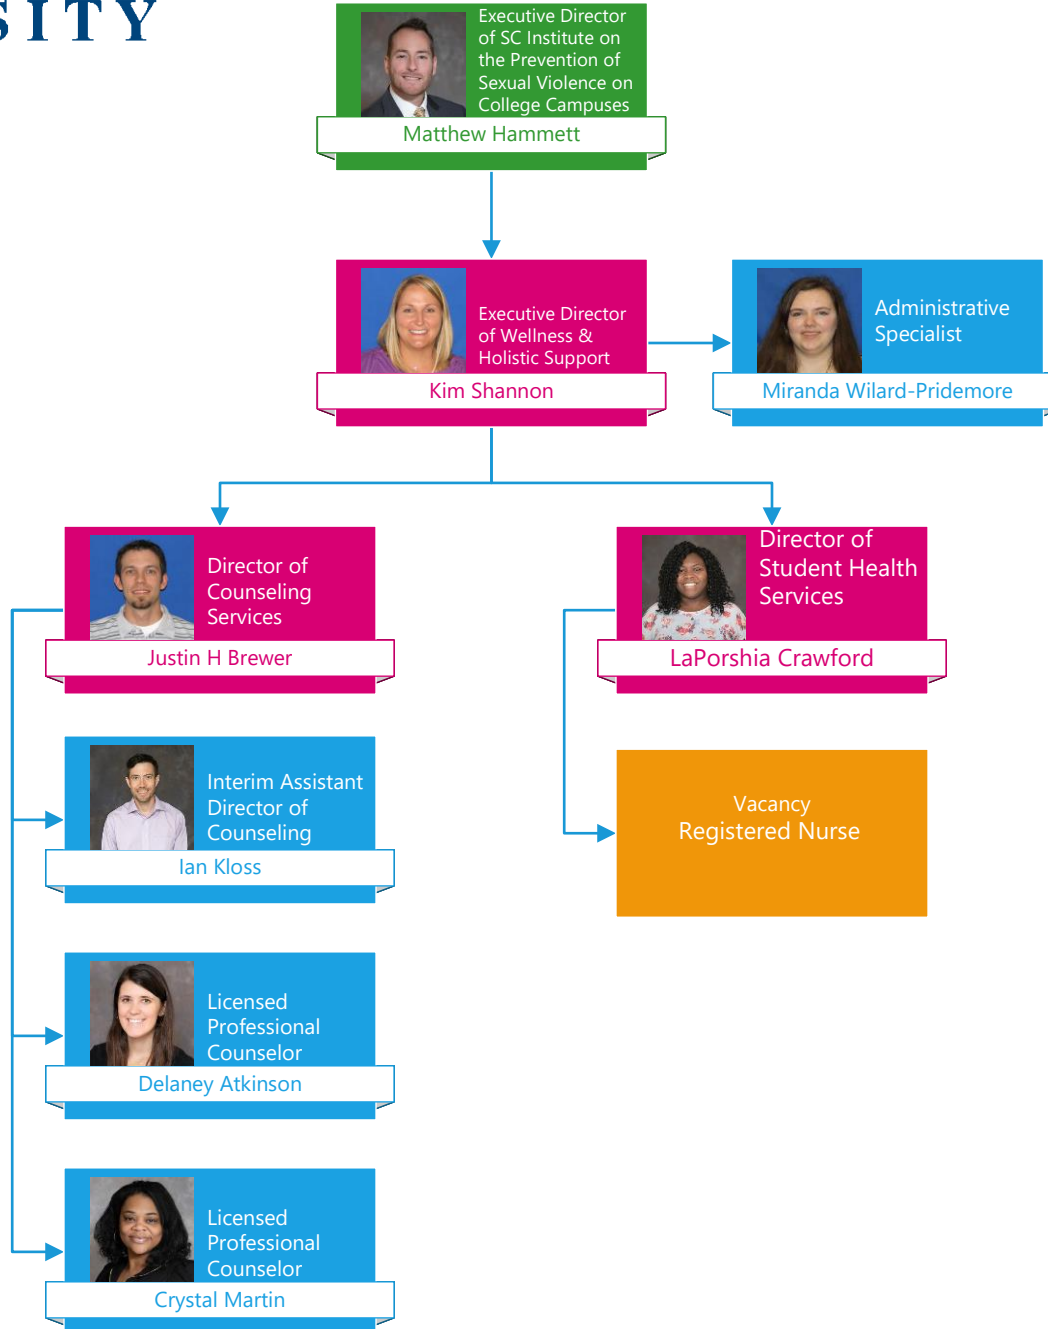 SITY
Executive Director
of SC Institute on
the Prevention of
Sexual Violence on
College Campuses
Matthew Hammett
Executive Director
of Wellness &
Holistic Support
Kim Shannon
Administrative
Specialist
Miranda Wilard-Pridemore
Director of
Counseling
Services
Justin H Brewer
Director of
Student Health
Services
LaPorshia Crawford
Interim Assistant
Director of
Counseling
Ian Kloss
Vacancy
Registered Nurse
Licensed
Professional
Counselor
Delaney Atkinson
Licensed
Professional
Counselor
Crystal Martin